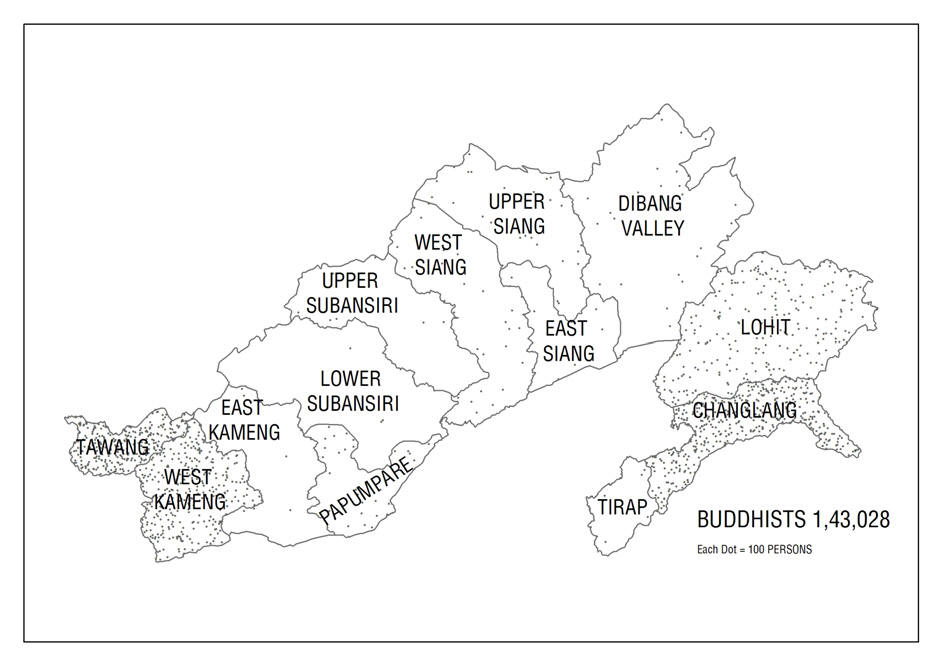 UPPER
SIANG
DIBANG
VALLEY
WEST
SIANG
UPPER
SUBANSIRI
LOHIT
EAST
SIANG
LOWER
SUBANSIRI
EAST
KAMENG
CHANGLANG
TAWANG
WEST
KAMENG
PAPUMPARE
TIRAP
BUDDHISTS 1,43,028
Each Dot = 100 PERSONS